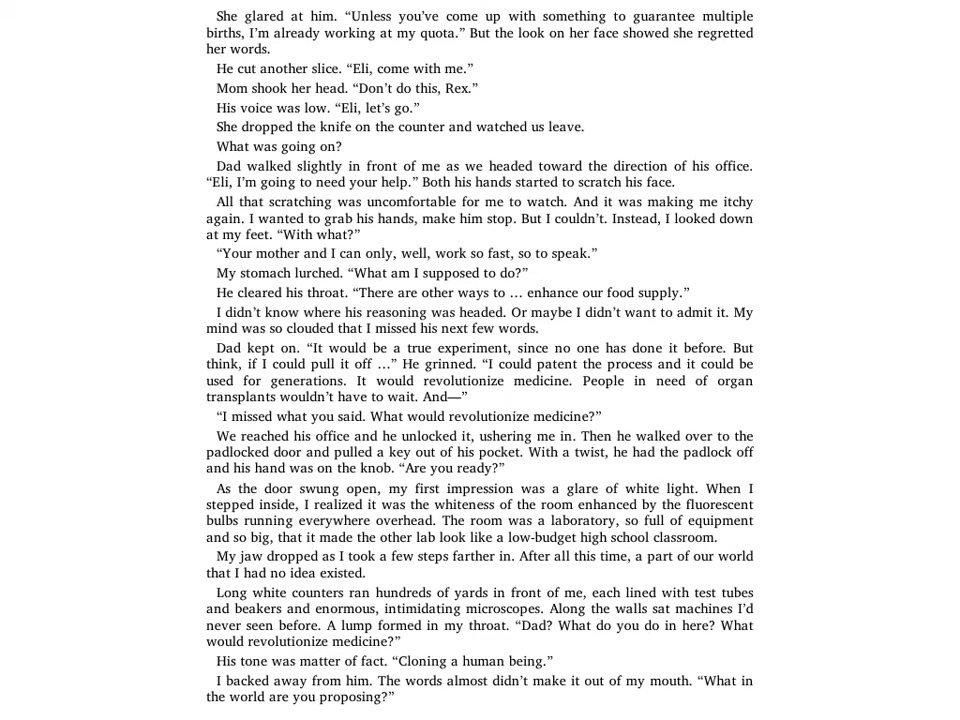 She glared at him. “Unless you’ve come up with something to guarantee multiple
births, I’m already working at my quota.” But the look on her face showed she regretted
her words.
He cut another slice. “Eli, come with me.”
Mom shook her head. “Don’t do this, Rex.”
His voice was low. “Eli, let’s go.”
She dropped the knife on the counter and watched us leave.
What was going on?
Dad walked slightly in front of me as we headed toward the direction of his office.
“Eli, I’m going to need your help.” Both his hands started to scratch his face.
All that scratching was uncomfortable for me to watch. And it was making me itchy
again. I wanted to grab his hands, make him stop. But I couldn’t. Instead, I looked down
at my feet. “With what?”
“Your mother and I can only, well, work so fast, so to speak.”
My stomach lurched. “What am I supposed to do?”
He cleared his throat. “There are other ways to … enhance our food supply.”
I didn’t know where his reasoning was headed. Or maybe I didn’t want to admit it. My
mind was so clouded that I missed his next few words.
Dad kept on. “It would be a true experiment, since no one has done it before. But
think, if I could pull it off …” He grinned. “I could patent the process and it could be
used for generations. It would revolutionize medicine. People in need of organ
transplants wouldn’t have to wait. And—”
“I missed what you said. What would revolutionize medicine?”
We reached his office and he unlocked it, ushering me in. Then he walked over to the
padlocked door and pulled a key out of his pocket. With a twist, he had the padlock off
and his hand was on the knob. “Are you ready?”
As the door swung open, my first impression was a glare of white light. When I
stepped inside, I realized it was the whiteness of the room enhanced by the fluorescent
bulbs running everywhere overhead. The room was a laboratory, so full of equipment
and so big, that it made the other lab look like a low-budget high school classroom.
My jaw dropped as I took a few steps farther in. After all this time, a part of our world
that I had no idea existed.
Long white counters ran hundreds of yards in front of me, each lined with test tubes
and beakers and enormous, intimidating microscopes. Along the walls sat machines I’d
never seen before. A lump formed in my throat. “Dad? What do you do in here? What
would revolutionize medicine?”
His tone was matter of fact. “Cloning a human being.”
I backed away from him. The words almost didn’t make it out of my mouth. “What in
the world are you proposing?”